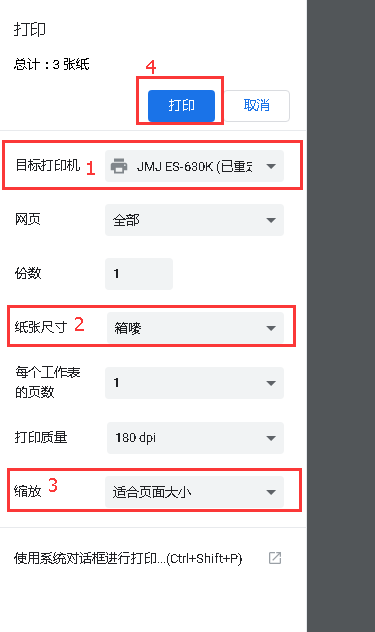 打印
总计：3 张纸
4
打印
取消
目标打印机
1
JMJ ES-630K (已重定
网页
全部
份数
1
纸张尺寸
2
箱唛
每个工作表
的页数
1
打印质量
180 dpi
缩放
3
适合页面大小
使用系统对话框进行打印...(Ctrl+Shift+P)